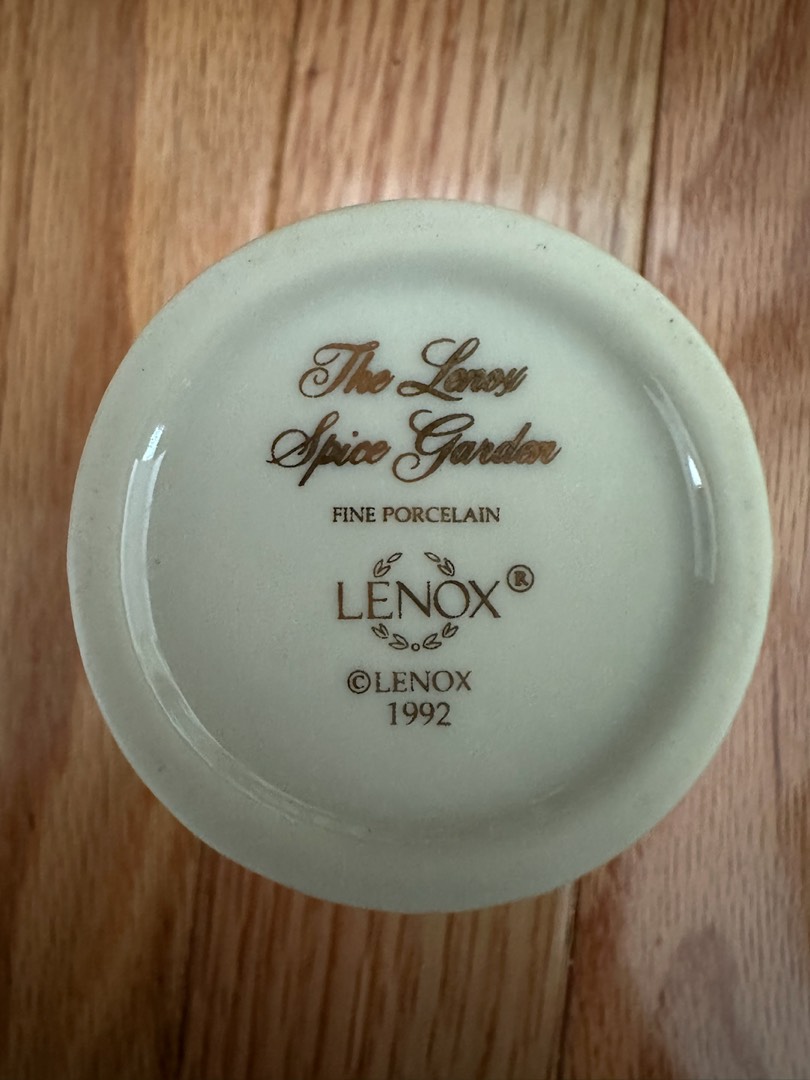 The Lenox
Spice Garden
FINE PORCELAIN
LENOX®
©LENOX
1992